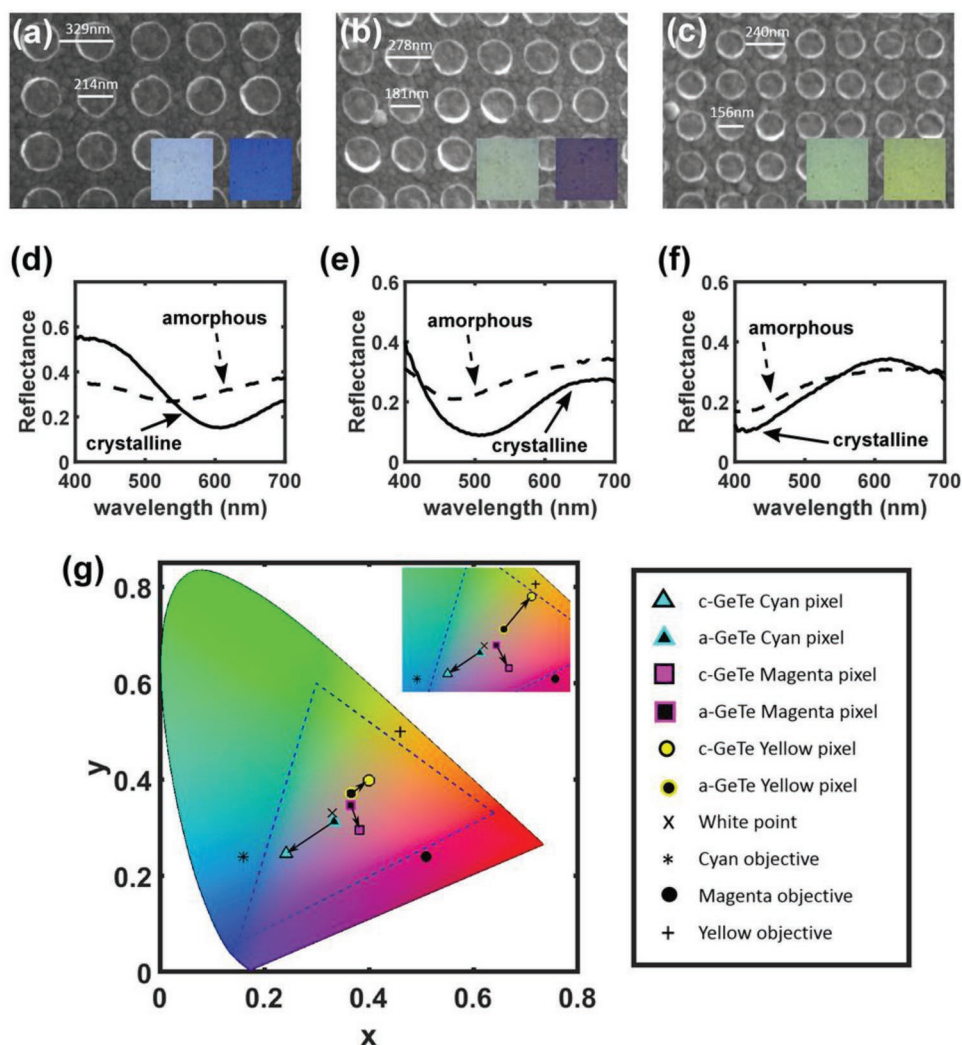 (a)
329nm
214nm
(b)
278nm
181nm
(c)
240nm
156nm
(d)
Reflectance
0.6
0.4
0.2
0
amorphous
crystalline
400 500 600 700
wavelength (nm)
(e)
Reflectance
0.6
0.4
0.2
0
amorphous
crystalline
400 500 600 700
wavelength (nm)
(f)
Reflectance
0.6
0.4
0.2
0
amorphous
crystalline
400 500 600 700
wavelength (nm)
(g)
y
0.8
0.6
0.4
0.2
0
0 0.2 0.4 0.6 0.8
x
c-GeTe Cyan pixel
a-GeTe Cyan pixel
c-GeTe Magenta pixel
a-GeTe Magenta pixel
c-GeTe Yellow pixel
a-GeTe Yellow pixel
White point
Cyan objective
Magenta objective
Yellow objective